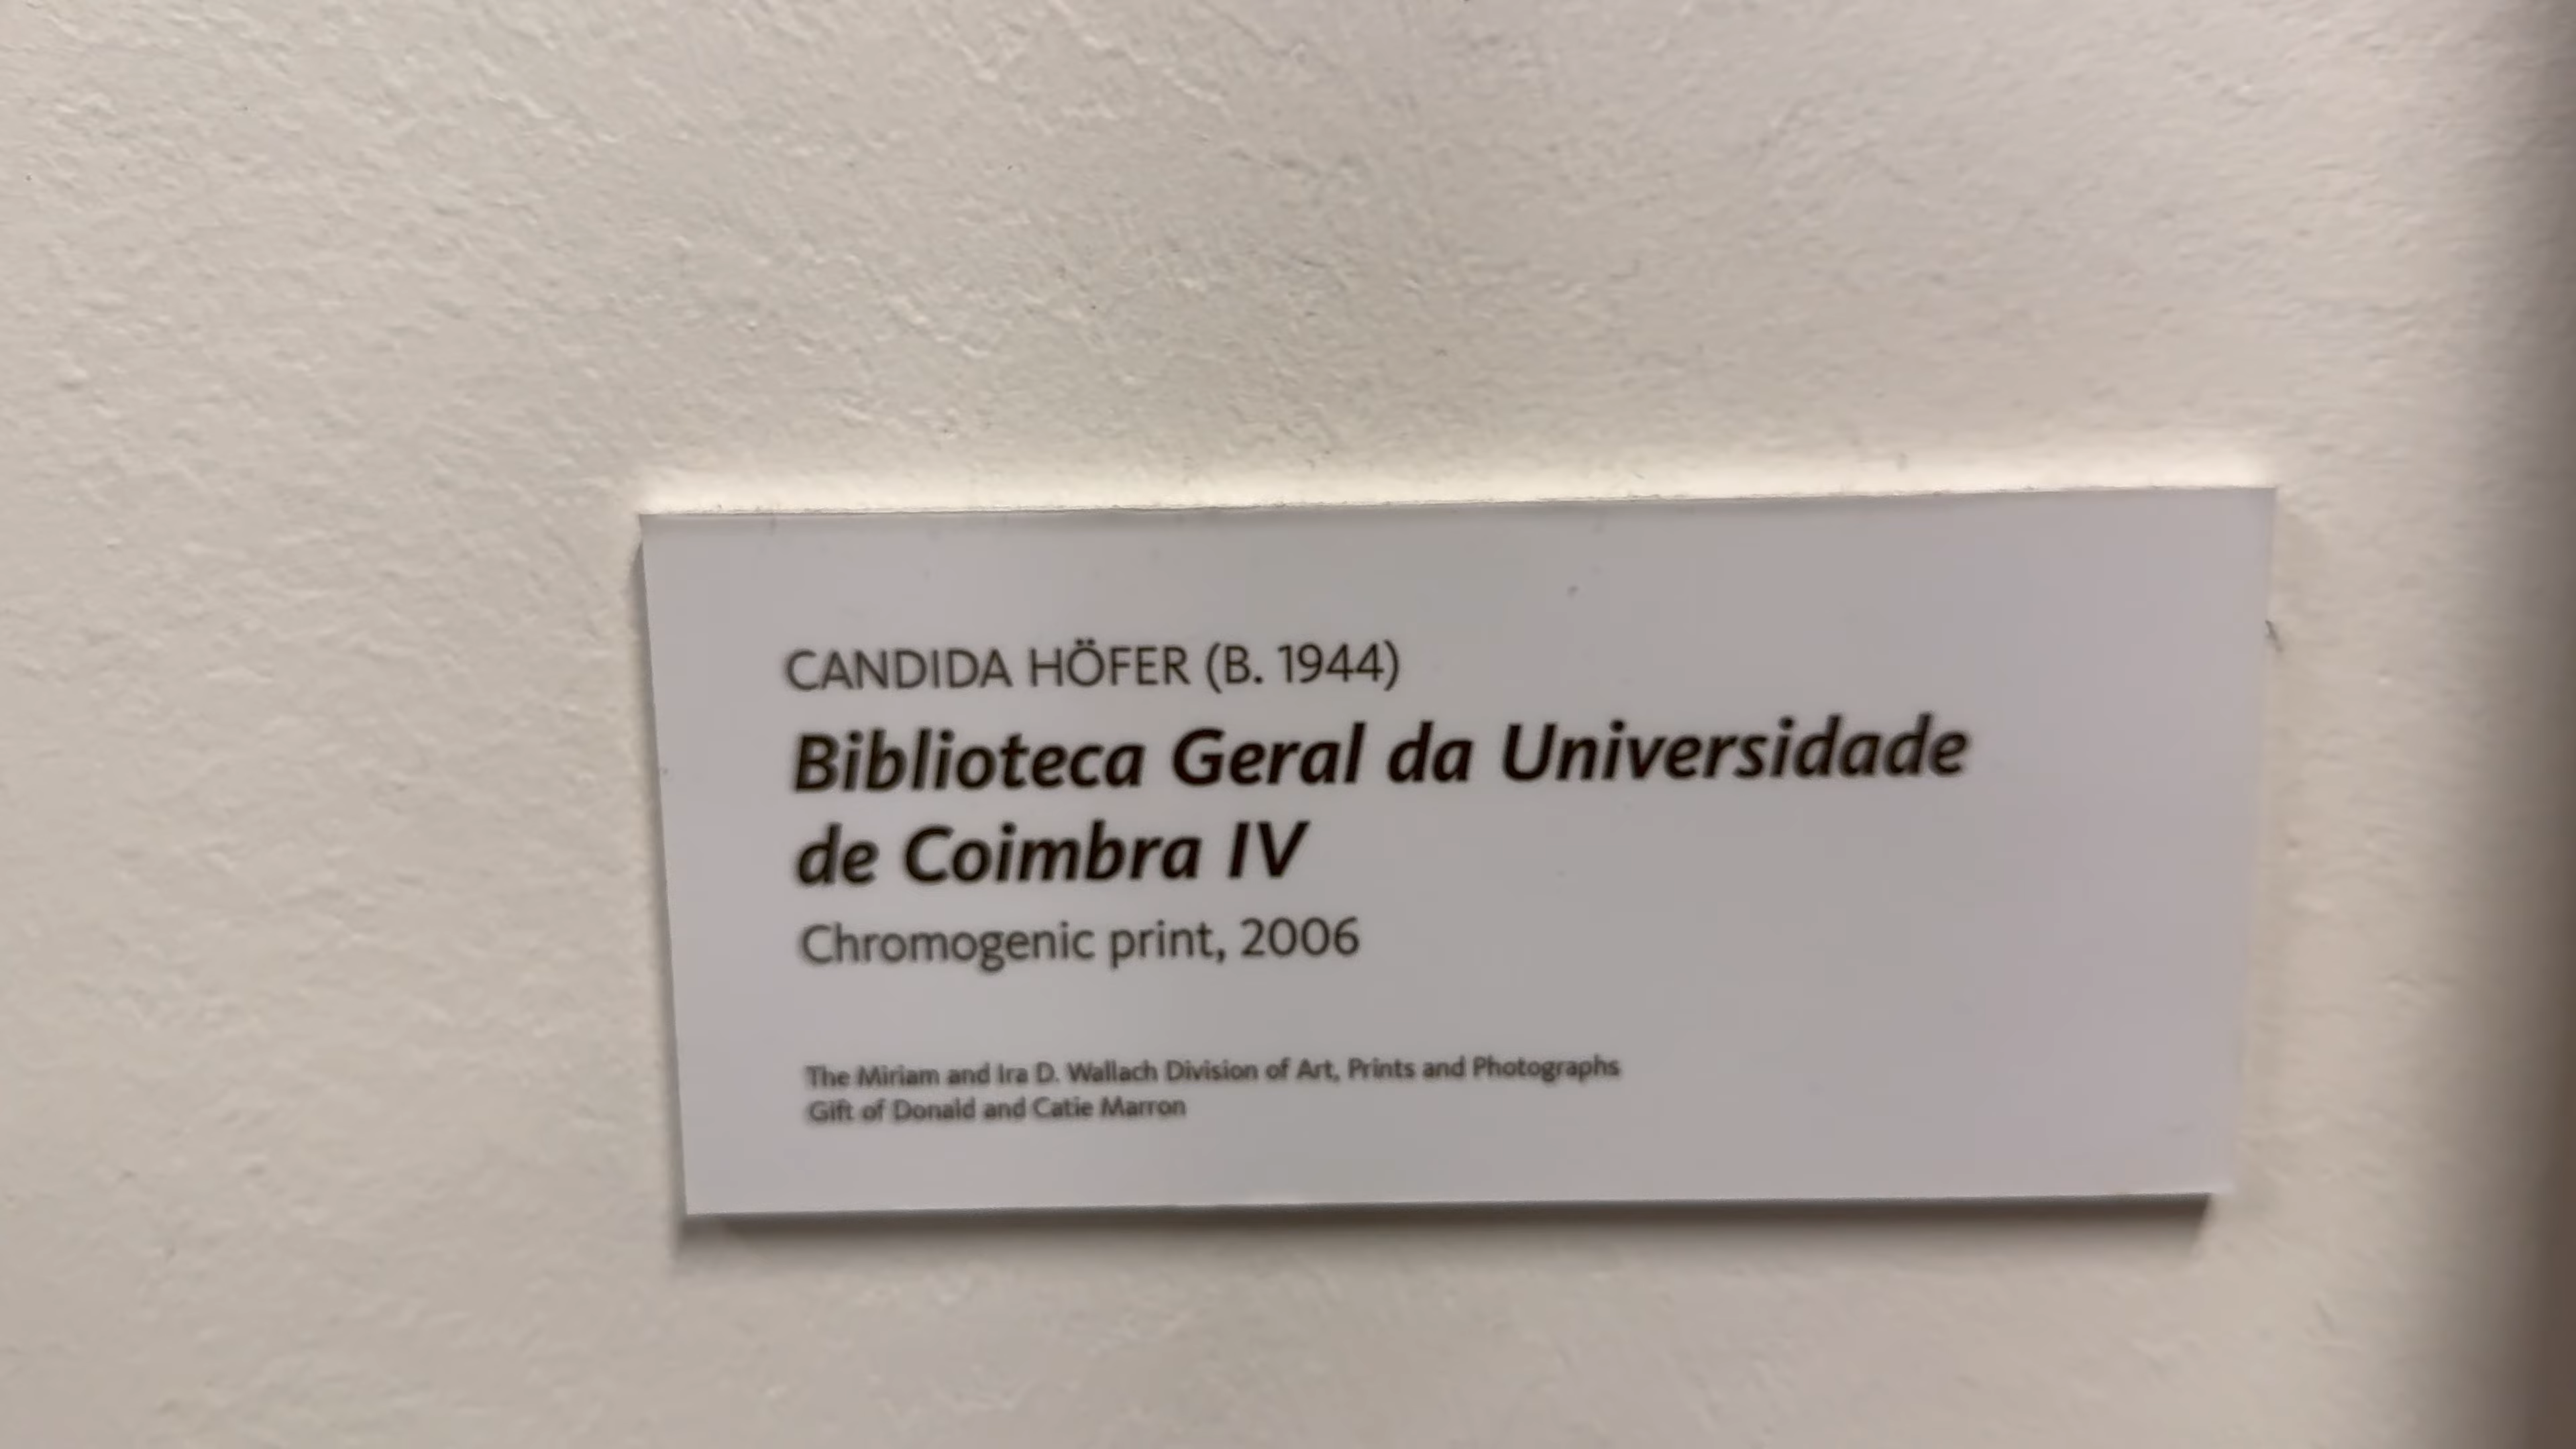 CANDIDA HÖFER (B. 1944)
Biblioteca Geral da Universidade
de Coimbra IV
Chromogenic print, 2006
The Miriam and Ira D. Wallach Division of Art, Prints and Photographs
Gift of Donald and Catie Marron